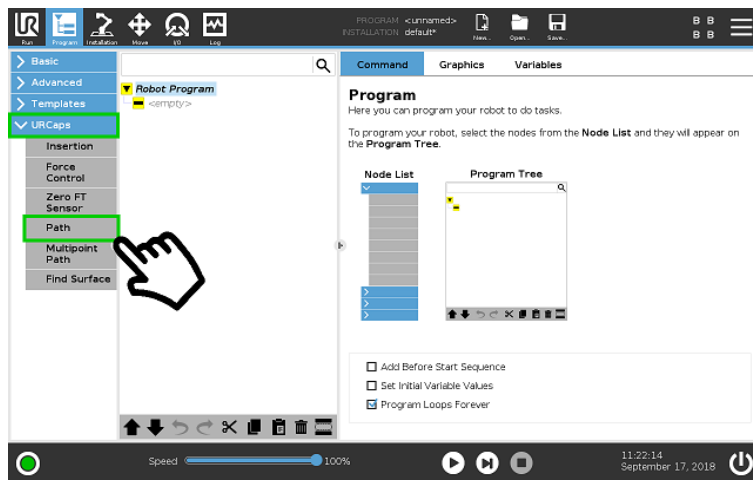 UR
PROGRAM <unnamed>
INSTALLATION default*
Run Program Installation Move I/O Log New... Open... Save...
B B
B B
Basic
Advanced
Templates
URCaps
Insertion
Force
Control
Zero FT
Sensor
Path
Multipoint
Path
Find Surface
Robot Program
<empty>
Command Graphics Variables
Program
Here you can program your robot to do tasks.
To program your robot, select the nodes from the Node List and they will appear on
the Program Tree.
Node List Program Tree
Add Before Start Sequence
Set Initial Variable Values
Program Loops Forever
Speed 100%
11:22:14
September 17, 2018